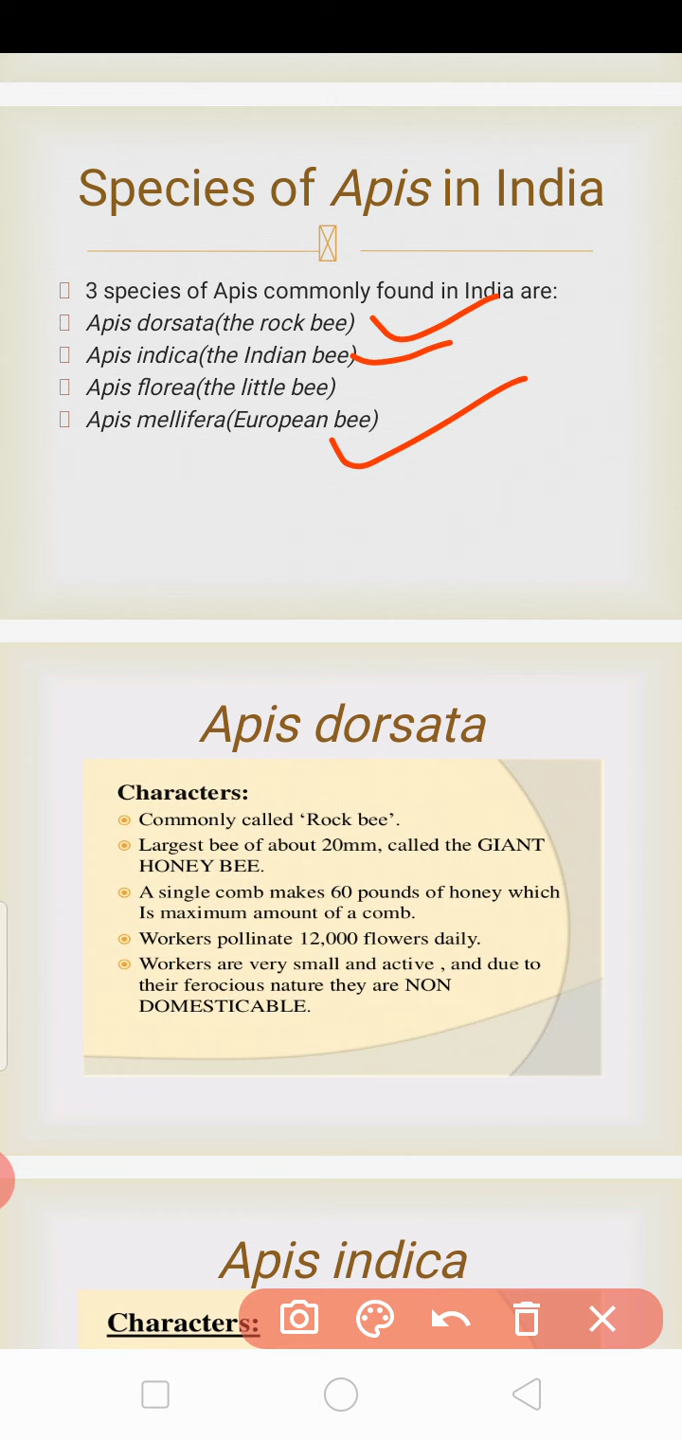 Species of Apis in India
3 species of Apis commonly found in India are:
Apis dorsata(the rock bee)
Apis indica(the Indian bee)
Apis florea(the little bee)
Apis mellifera(European bee)
Apis dorsata
Characters:
Commonly called ‘Rock bee’.
Largest bee of about 20mm, called the GIANT
HONEY BEE.
A single comb makes 60 pounds of honey which
Is maximum amount of a comb.
Workers pollinate 12,000 flowers daily.
Workers are very small and active , and due to
their ferocious nature they are NON
DOMESTICABLE.
Apis indica
Characters: